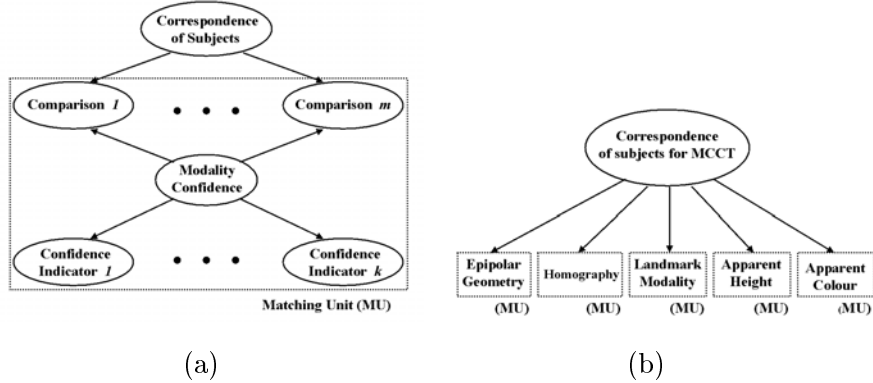 Correspondence
of Subjects
Comparison 1
Comparison m
Modality
Confidence
Confidence
Indicator 1
Confidence
Indicator k
Matching Unit (MU)
(a)
Correspondence
of subjects for MCCT
Epipolar
Geometry
(MU)
Homography
(MU)
Landmark
Modality
(MU)
Apparent
Height
(MU)
Apparent
Colour
(MU)
(b)